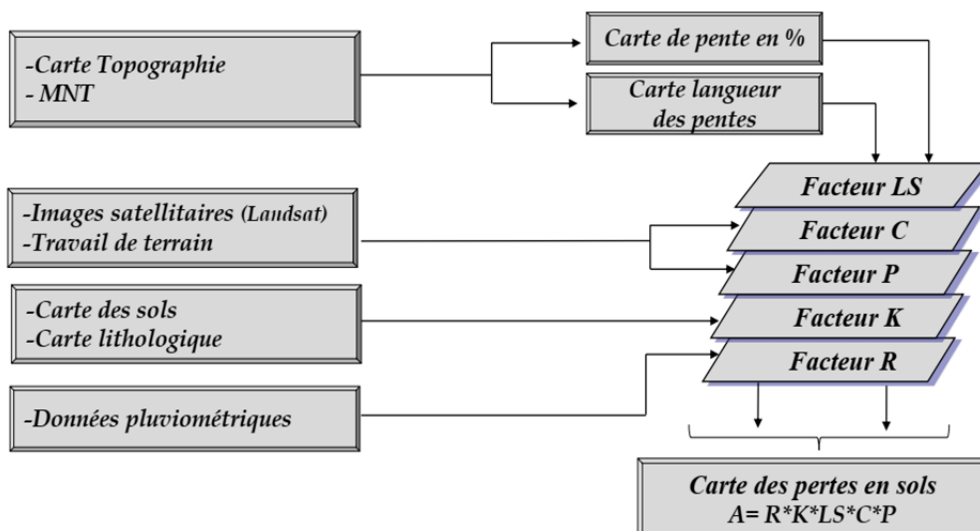 -Carte Topographie
- MNT
Carte de pente en %
Carte langueur
des pentes
-Images satellitaires (Landsat)
-Travail de terrain
-Carte des sols
-Carte lithologique
-Données pluviométriques
Facteur LS
Facteur C
Facteur P
Facteur K
Facteur R
Carte des pertes en sols
A= R*K*LS*C*P